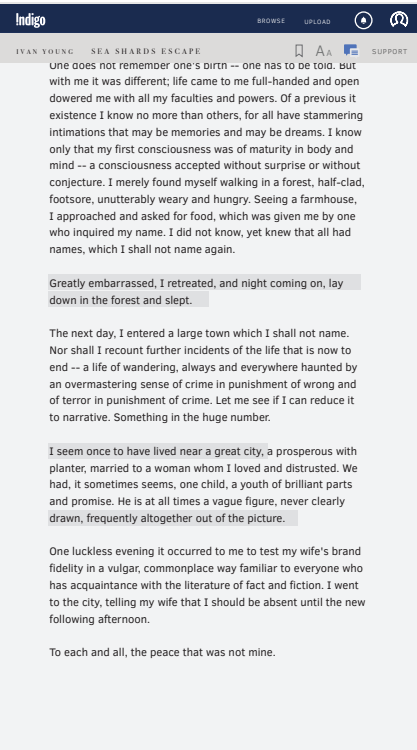 !ndigo
BROWSE
UPLOAD
IVAN YOUNG
SEA SHARDS ESCAPE
AA
SUPPORT
One does not remember one's birth -- one has to be told. But
with me it was different; life came to me full-handed and open
dowered me with all my faculties and powers. Of a previous it
existence I know no more than others, for all have stammering
intimations that may be memories and may be dreams. I know
only that my first consciousness was of maturity in body and
mind -- a consciousness accepted without surprise or without
conjecture. I merely found myself walking in a forest, half-clad,
footsore, unutterably weary and hungry. Seeing a farmhouse,
I approached and asked for food, which was given me by one
who inquired my name. I did not know, yet knew that all had
names, which I shall not name again.
Greatly embarrassed, I retreated, and night coming on, lay
down in the forest and slept.
The next day, I entered a large town which I shall not name.
Nor shall I recount further incidents of the life that is now to
end -- a life of wandering, always and everywhere haunted by
an overmastering sense of crime in punishment of wrong and
of terror in punishment of crime. Let me see if I can reduce it
to narrative. Something in the huge number.
I seem once to have lived near a great city, a prosperous with
planter, married to a woman whom I loved and distrusted. We
had, it sometimes seems, one child, a youth of brilliant parts
and promise. He is at all times a vague figure, never clearly
drawn, frequently altogether out of the picture.
One luckless evening it occurred to me to test my wife's brand
fidelity in a vulgar, commonplace way familiar to everyone who
has acquaintance with the literature of fact and fiction. I went
to the city, telling my wife that I should be absent until the new
following afternoon.
To each and all, the peace that was not mine.